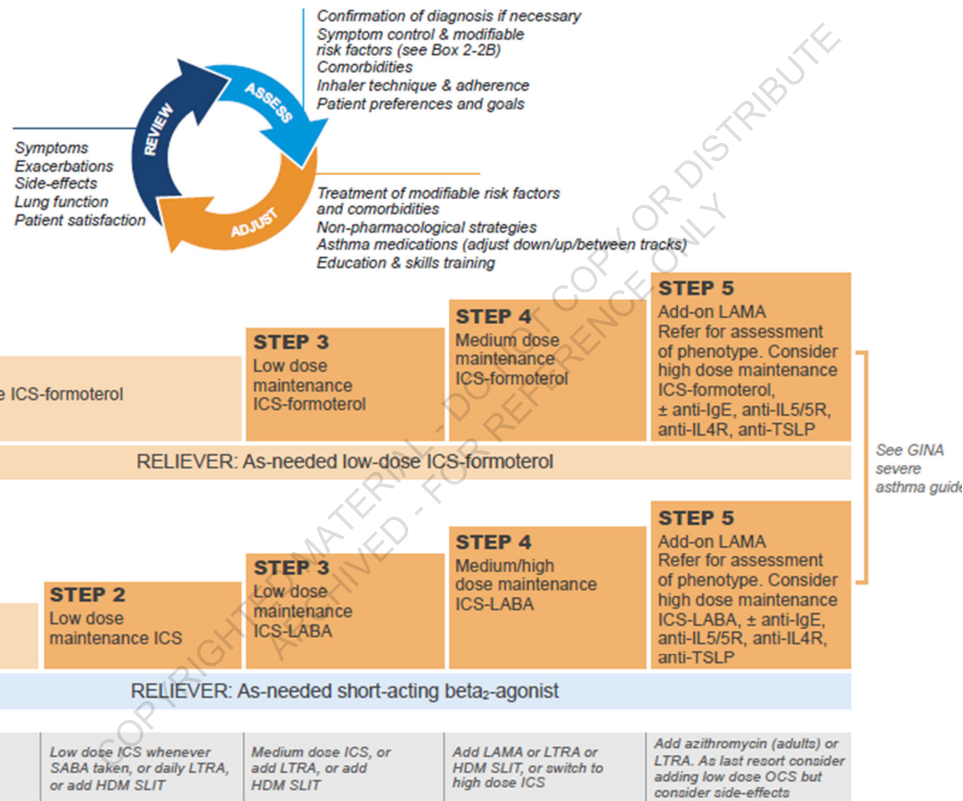 Confirmation of diagnosis if necessary
Symptom control & modifiable
risk factors (see Box 2-2B)
Comorbidities
Inhaler technique & adherence
Patient preferences and goals
REVIEW
ASSESS
ADJUST
Symptoms
Exacerbations
Side-effects
Lung function
Patient satisfaction
Treatment of modifiable risk factors
and comorbidities
Non-pharmacological strategies
Asthma medications (adjust down/up/between tracks)
Education & skills training
e ICS-formoterol
STEP 3
Low dose
maintenance
ICS-formoterol
STEP 4
Medium dose
maintenance
ICS-formoterol
STEP 5
Add-on LAMA
Refer for assessment
of phenotype. Consider
high dose maintenance
ICS-formoterol,
± anti-IgE, anti-IL5/5R,
anti-IL4R, anti-TSLP
RELIEVER: As-needed low-dose ICS-formoterol
See GINA
severe
asthma guide
STEP 2
Low dose
maintenance ICS
STEP 3
Low dose
maintenance
ICS-LABA
STEP 4
Medium/high
dose maintenance
ICS-LABA
STEP 5
Add-on LAMA
Refer for assessment
of phenotype. Consider
high dose maintenance
ICS-LABA, ± anti-IgE,
anti-IL5/5R, anti-IL4R,
anti-TSLP
RELIEVER: As-needed short-acting beta₂-agonist
Low dose ICS whenever
SABA taken, or daily LTRA,
or add HDM SLIT
Medium dose ICS, or
add LTRA, or add
HDM SLIT
Add LAMA or LTRA or
HDM SLIT, or switch to
high dose ICS
Add azithromycin (adults) or
LTRA. As last resort consider
adding low dose OCS but
consider side-effects
COPYRIGHTED MATERIAL - DO NOT COPY OR DISTRIBUTE
ARCHIVED - FOR REFERENCE ONLY